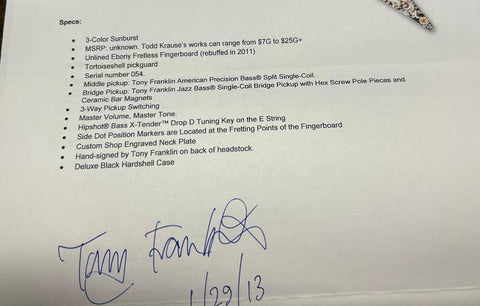 Specs:
3-Color Sunburst
MSRP: unknown. Todd Krause's works can range from $7G to $25G+
Unlined Ebony Fretless Fingerboard (rebuffed in 2011)
Tortoiseshell pickguard
Serial number 054.
Middle pickup: Tony Franklin American Precision Bass® Split Single-Coil.
Bridge Pickup: Tony Franklin Jazz Bass® Single-Coil Bridge Pickup with Hex Screw Pole Pieces and
Ceramic Bar Magnets
3-Way Pickup Switching
Master Volume, Master Tone.
Hipshot® Bass X-Tender™ Drop D Tuning Key on the E String
Side Dot Position Markers are Located at the Fretting Points of the Fingerboard
Custom Shop Engraved Neck Plate
Hand-signed by Tony Franklin on back of headstock.
Deluxe Black Hardshell Case
Tony Franklin
1/29/13